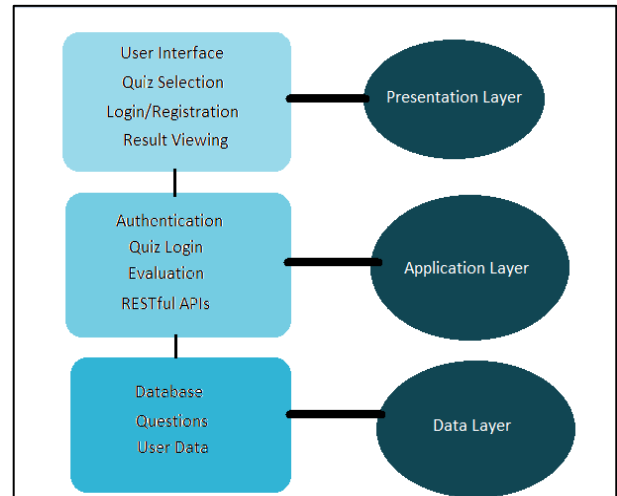 User Interface
Quiz Selection
Login/Registration
Result Viewing
Presentation Layer
Authentication
Quiz Login
Evaluation
RESTful APIs
Application Layer
Database
Questions
User Data
Data Layer